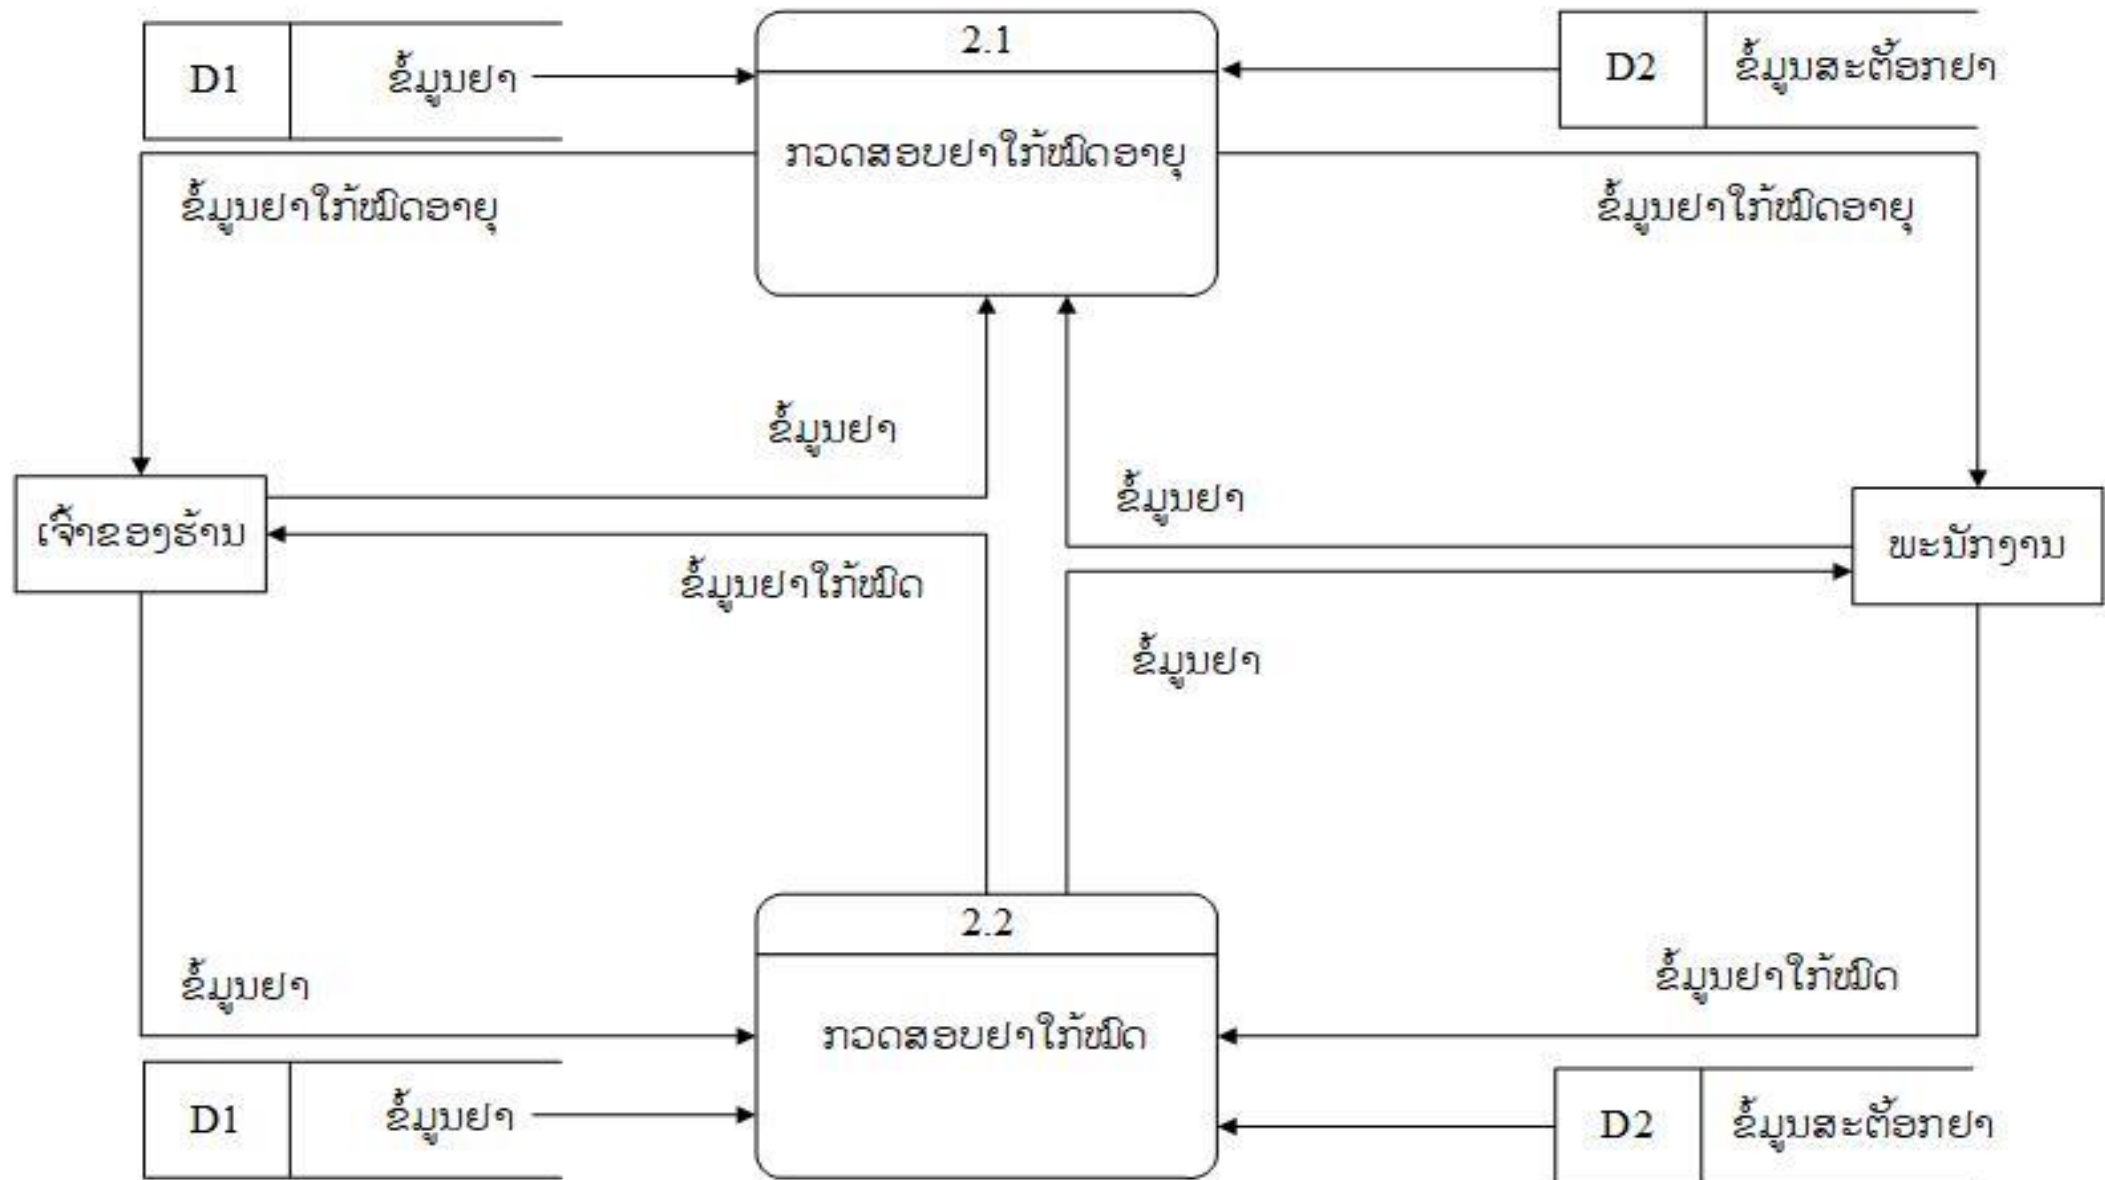 2.1
D1
ຂໍ້ມູນຢາ
D2
ຂໍ້ມູນສະຕ໊ອກຢາ
ກວດສອບຢາໃກ້ໝົດອາຍຸ
ຂໍ້ມູນຢາໃກ້ໝົດອາຍຸ
ຂໍ້ມູນຢາໃກ້ໝົດອາຍຸ
ຂໍ້ມູນຢາ
ຂໍ້ມູນຢາ
ເຈົ້າຂອງຮ້ານ
ພະນັກງານ
ຂໍ້ມູນຢາໃກ້ໝົດ
ຂໍ້ມູນຢາ
2.2
ຂໍ້ມູນຢາ
ຂໍ້ມູນຢາໃກ້ໝົດ
ກວດສອບຢາໃກ້ໝົດ
D1
ຂໍ້ມູນຢາ
D2
ຂໍ້ມູນສະຕ໊ອກຢາ